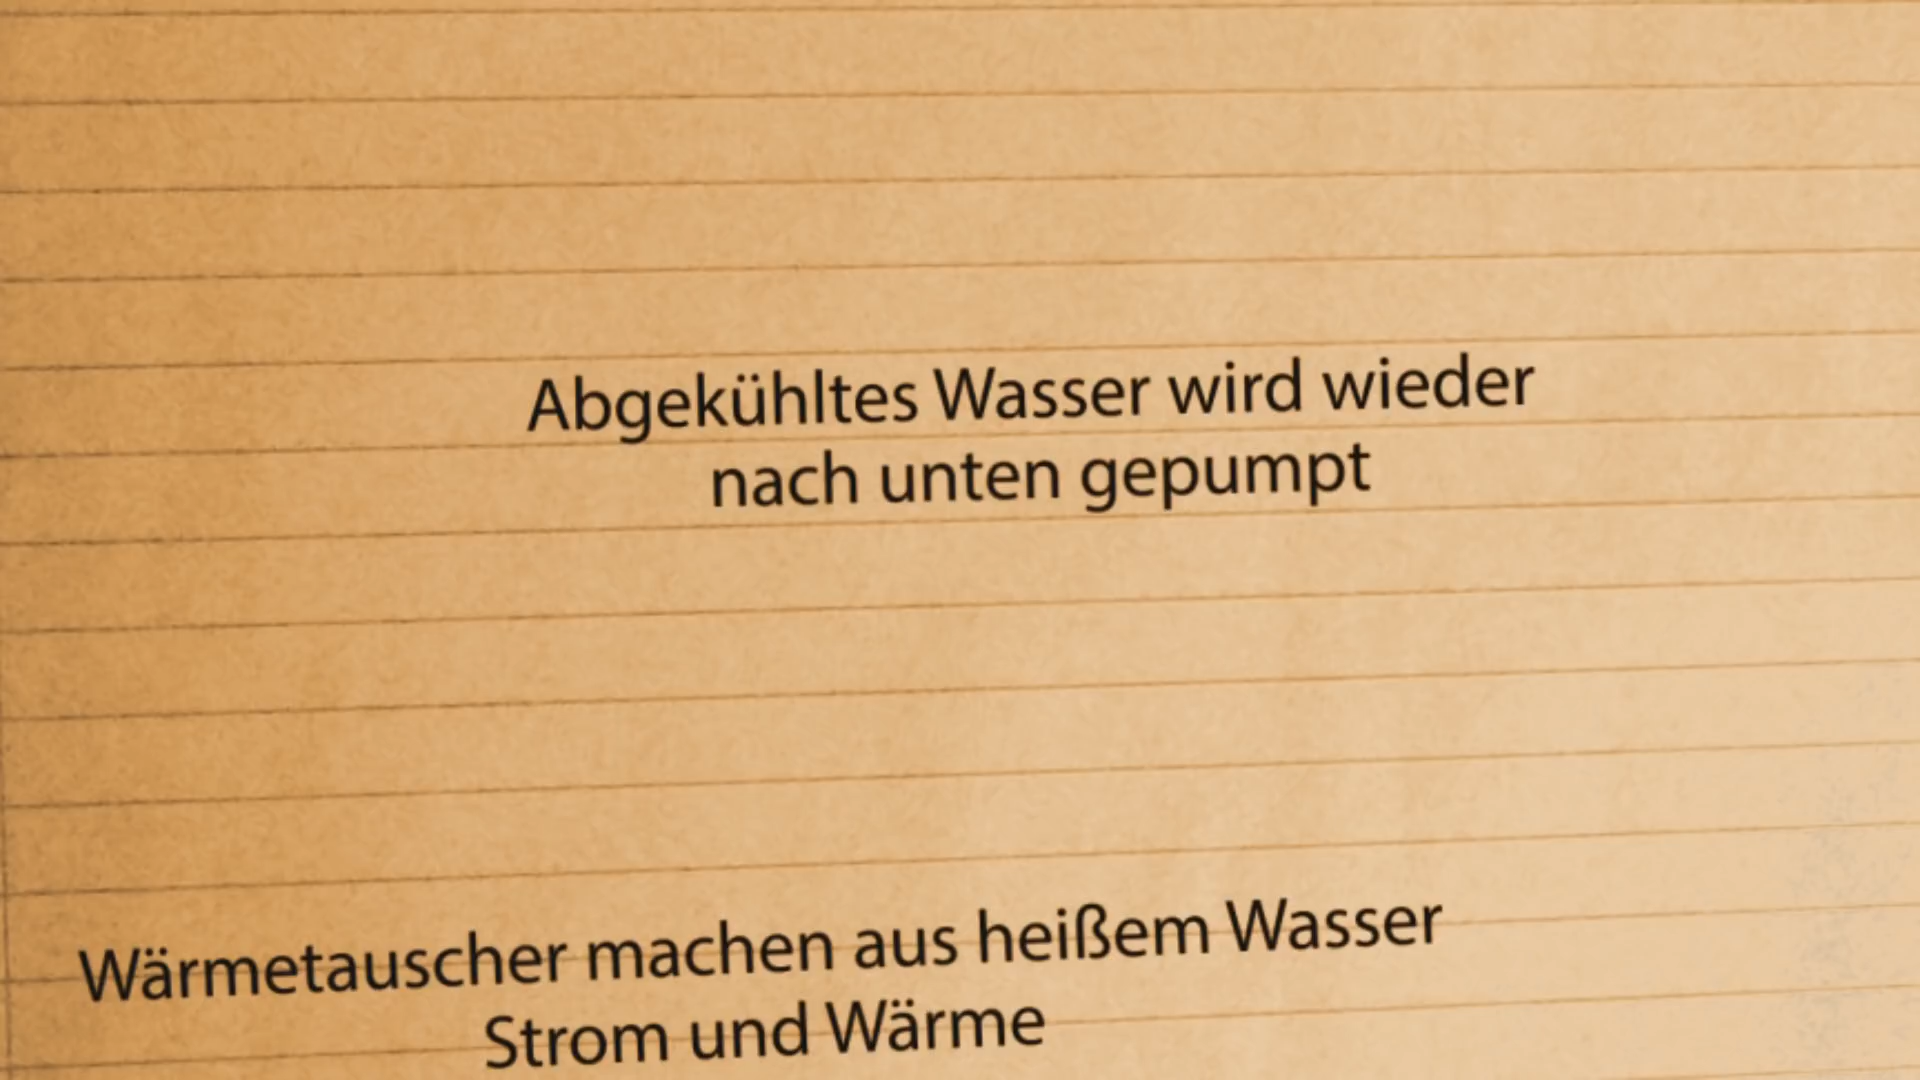 Abgekühltes Wasser wird wieder
nach unten gepumpt
Wärmetauscher machen aus heißem Wasser
Strom und Wärme